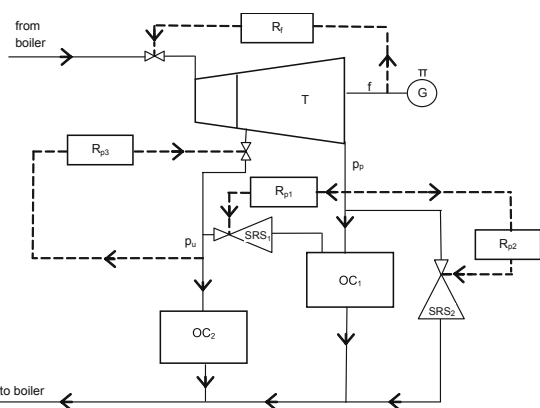 from
boiler
R_f
π
T
f
G
R_p3
p_p
R_p1
p_u
SRS_1
R_p2
OC_1
SRS_2
OC_2
to boiler